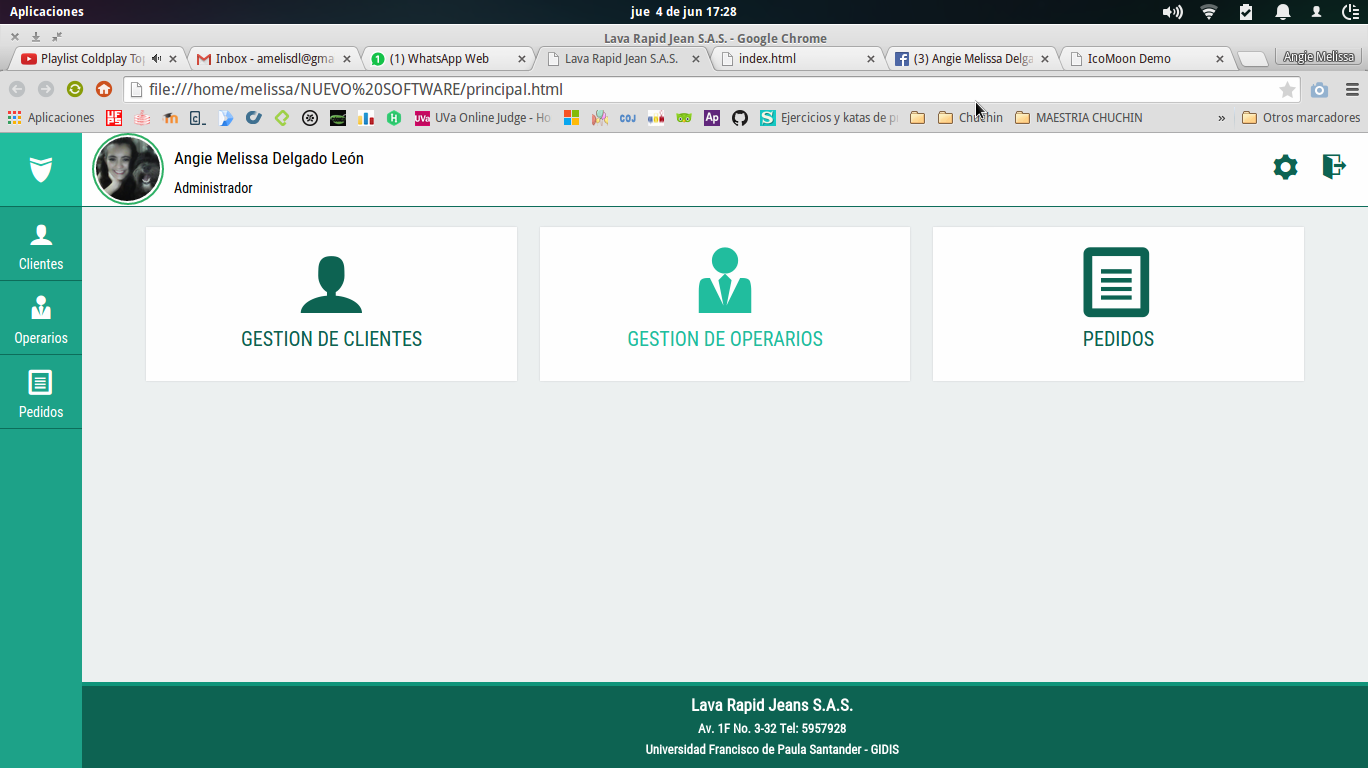 Aplicaciones
jue 4 de jun 17:28
Lava Rapid Jean S.A.S. - Google Chrome
Playlist Coldplay To
Inbox - amelisdl@gma
(1) WhatsApp Web
Lava Rapid Jean S.A.S.
index.html
(3) Angie Melissa Delga
IcoMoon Demo
Angie Melissa
file:///home/melissa/NUEVO%20SOFTWARE/principal.html
Aplicaciones
UVa Online Judge - Ho
Ap
Ejercicios y katas de p
Chuchin
MAESTRIA CHUCHIN
»
Otros marcadores
Angie Melissa Delgado León
Administrador
Clientes
Operarios
Pedidos
GESTION DE CLIENTES
GESTION DE OPERARIOS
PEDIDOS
Lava Rapid Jeans S.A.S.
Av. 1F No. 3-32 Tel: 5957928
Universidad Francisco de Paula Santander - GIDIS